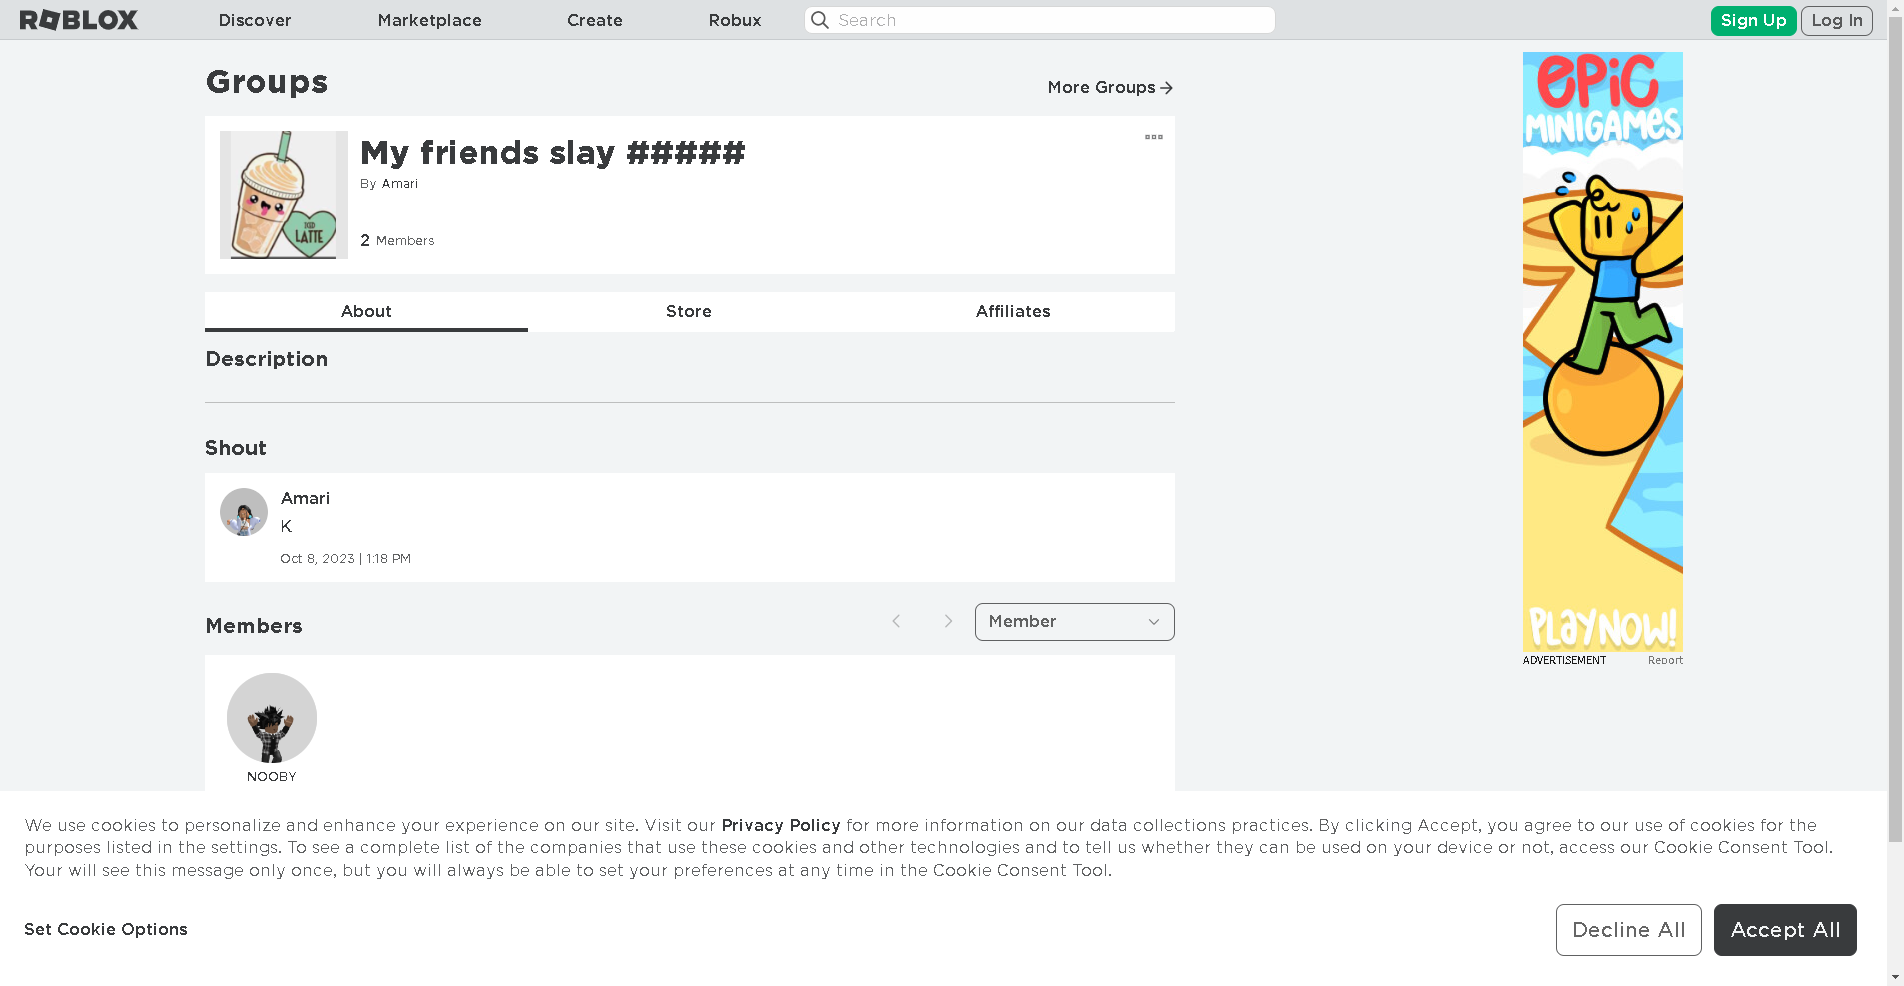 ROBLOX
Discover
Marketplace
Create
Robux
Search
Sign Up
Log In
Groups
More Groups
My friends slay #####
By Amari
2 Members
ICED
LATTE
About
Store
Affiliates
Description
Shout
Amari
K
Oct 8, 2023 | 1:18 PM
Members
Member
NOOBY
EPIC
MINIGAMES
PLAY NOW!
ADVERTISEMENT
Report
We use cookies to personalize and enhance your experience on our site. Visit our Privacy Policy for more information on our data collections practices. By clicking Accept, you agree to our use of cookies for the
purposes listed in the settings. To see a complete list of the companies that use these cookies and other technologies and to tell us whether they can be used on your device or not, access our Cookie Consent Tool.
Your will see this message only once, but you will always be able to set your preferences at any time in the Cookie Consent Tool.
Set Cookie Options
Decline All
Accept All